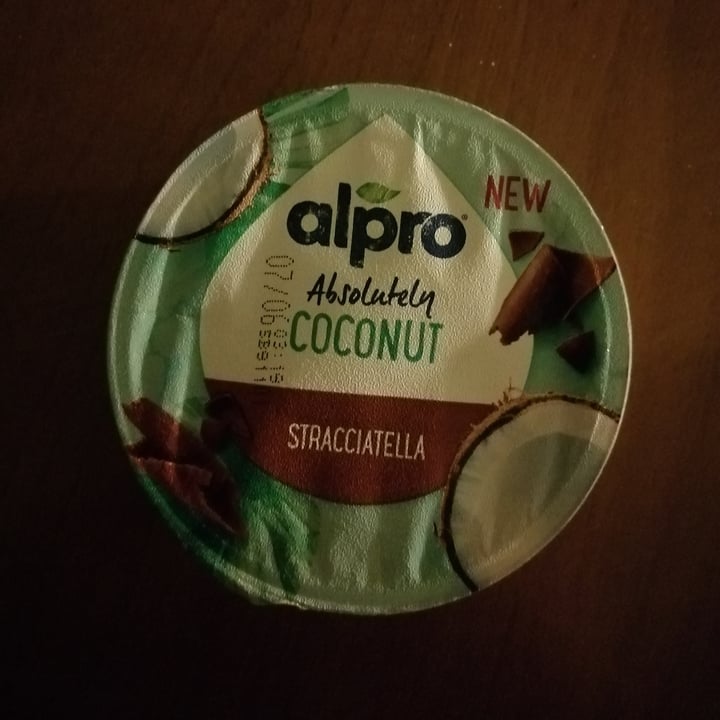 NEW
alpro
Absolutely
COCONUT
STRACCIATELLA